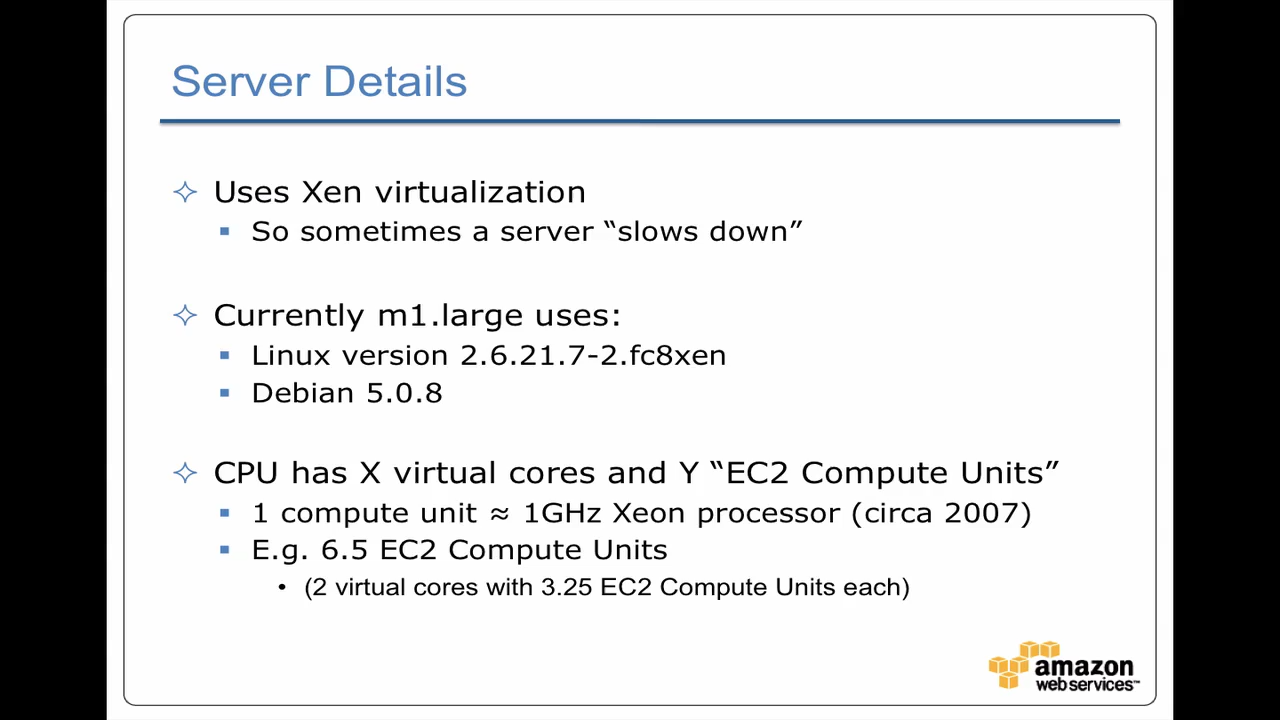 Server Details
Uses Xen virtualization
So sometimes a server “slows down”
Currently m1.large uses:
Linux version 2.6.21.7-2.fc8xen
Debian 5.0.8
CPU has X virtual cores and Y “EC2 Compute Units”
1 compute unit ≈ 1GHz Xeon processor (circa 2007)
E.g. 6.5 EC2 Compute Units
(2 virtual cores with 3.25 EC2 Compute Units each)
amazon
web services™